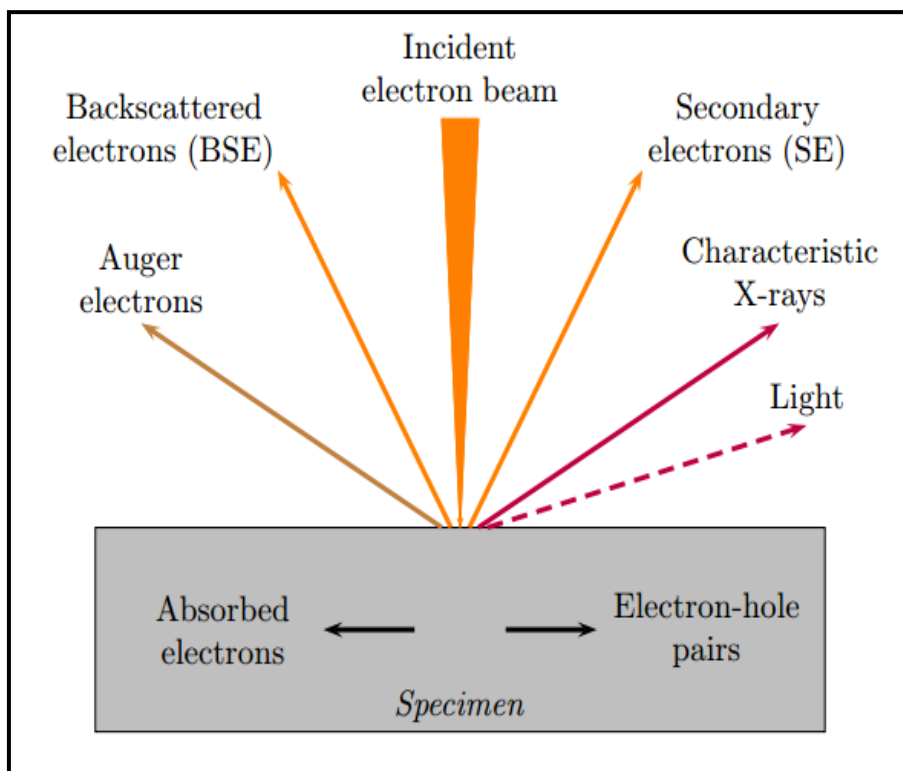 Incident
electron beam
Backscattered
electrons (BSE)
Secondary
electrons (SE)
Auger
electrons
Characteristic
X-rays
Light
Absorbed
electrons
Electron-hole
pairs
Specimen